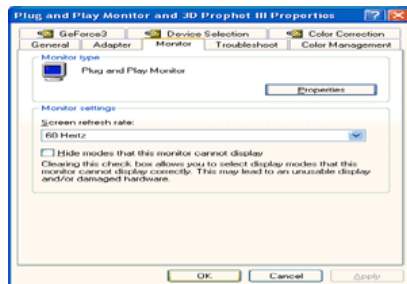 Plug and Play Monitor and 3D Prophet III Properties
GeForce3 Device Selection Color Correction
General Adapter Monitor Troubleshoot Color Management
Monitor type
Plug and Play Monitor
Properties
Monitor settings
Screen refresh rate:
60 Hertz
Hide modes that this monitor cannot display
Clearing this check box allows you to select display modes that this
monitor cannot display correctly. This may lead to an unusable display
and/or damaged hardware.
OK Cancel Apply